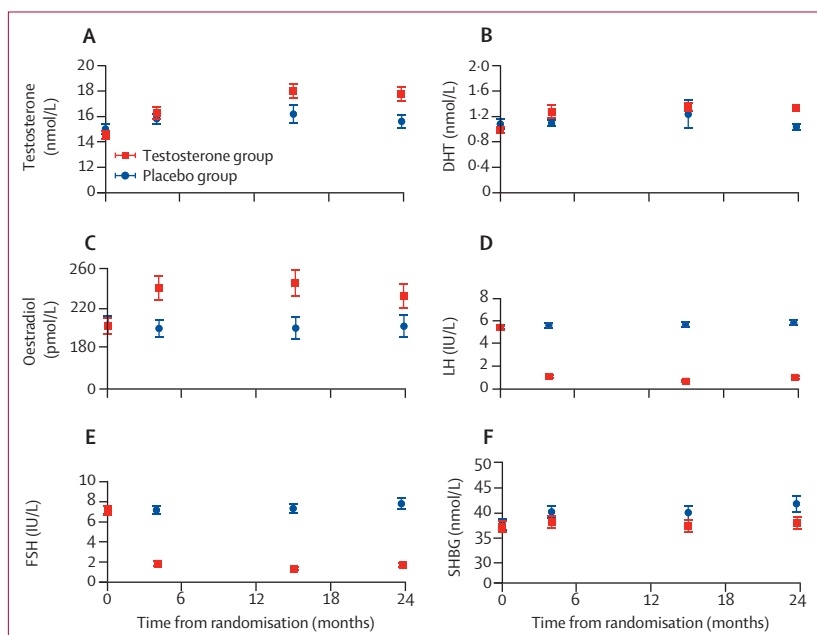 A
Testosterone
(nmol/L)
20
18
16
14
12
0
Testosterone group
Placebo group
B
DHT (nmol/L)
2·0
1·6
1·2
0·8
0·4
0
C
Oestradiol
(pmol/L)
260
220
180
0
D
LH (IU/L)
8
6
4
2
0
E
FSH (IU/L)
10
8
6
4
2
0
0
6
12
18
24
Time from randomisation (months)
F
SHBG (nmol/L)
50
45
40
35
30
0
0
6
12
18
24
Time from randomisation (months)